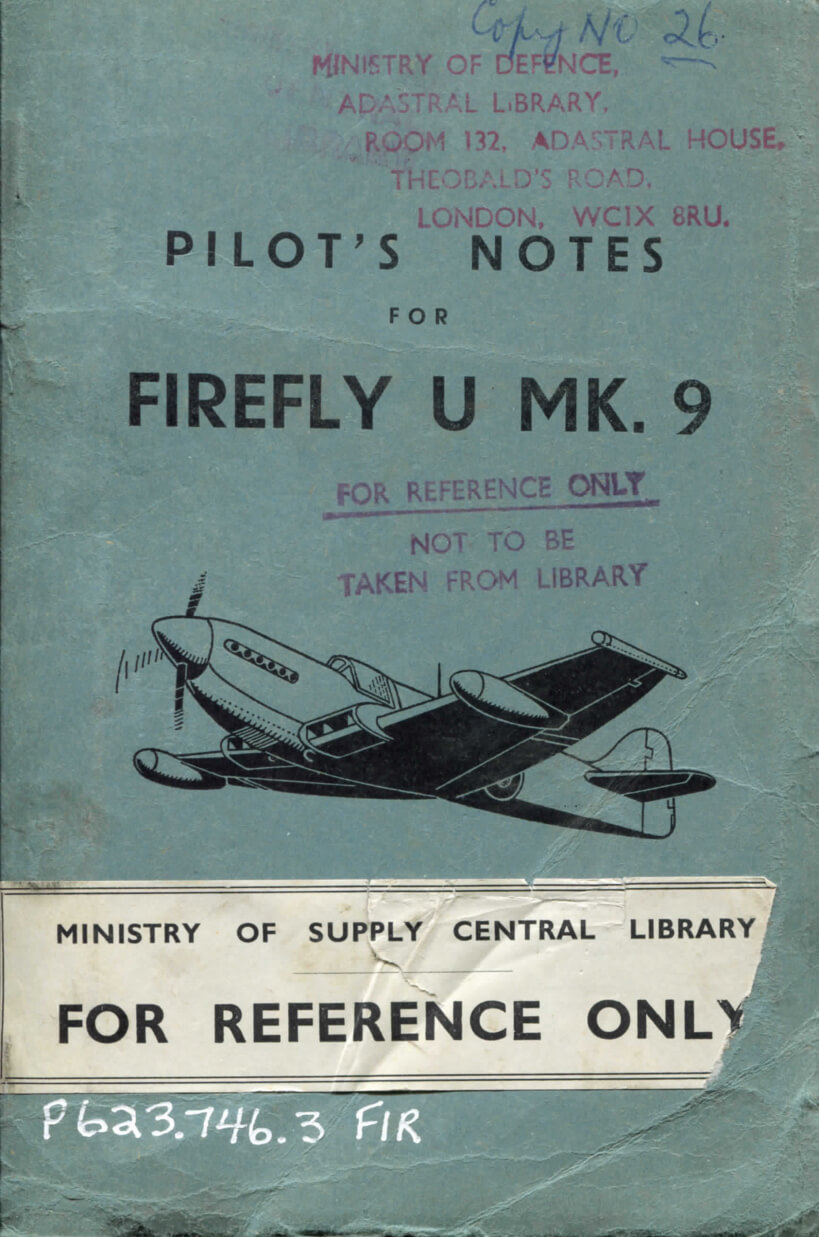 Copy No 26
MINISTRY OF DEFENCE,
ADASTRAL LIBRARY,
ROOM 132, ADASTRAL HOUSE,
THEOBALD'S ROAD,
LONDON, WC1X 8RU.
PILOT'S NOTES
FOR
FIREFLY U MK. 9
FOR REFERENCE ONLY
NOT TO BE
TAKEN FROM LIBRARY
MINISTRY OF SUPPLY CENTRAL LIBRARY
FOR REFERENCE ONLY
P623.746.3 FIR